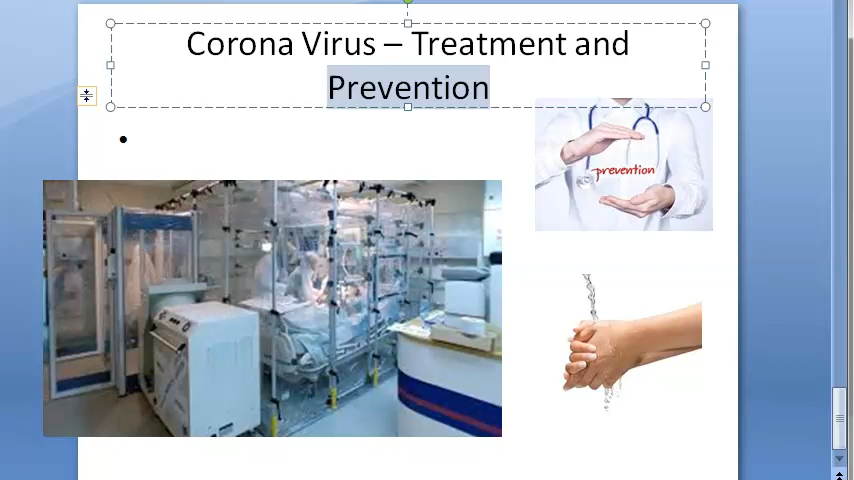 Corona Virus – Treatment and
Prevention
prevention